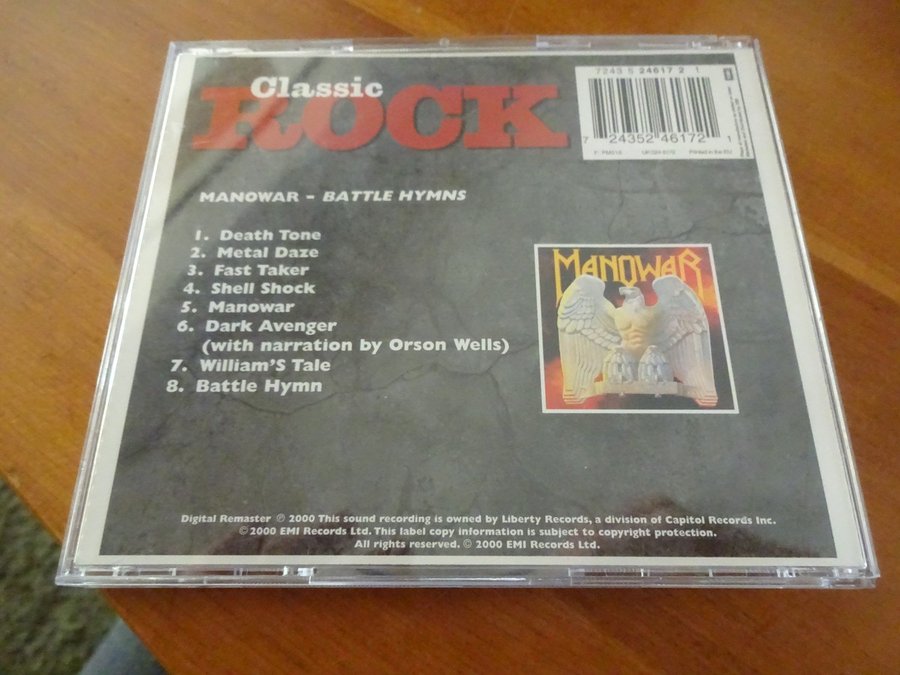 Classic
ROCK
7243 5 24617 2 1
7 24352 46172 1
Printed in the EU
MANOWAR – BATTLE HYMNS
1. Death Tone
2. Metal Daze
3. Fast Taker
4. Shell Shock
5. Manowar
6. Dark Avenger
(with narration by Orson Wells)
7. William'S Tale
8. Battle Hymn
MANOWAR
Digital Remaster ℗ 2000 This sound recording is owned by Liberty Records, a division of Capitol Records Inc.
© 2000 EMI Records Ltd. This label copy information is subject to copyright protection.
All rights reserved. © 2000 EMI Records Ltd.